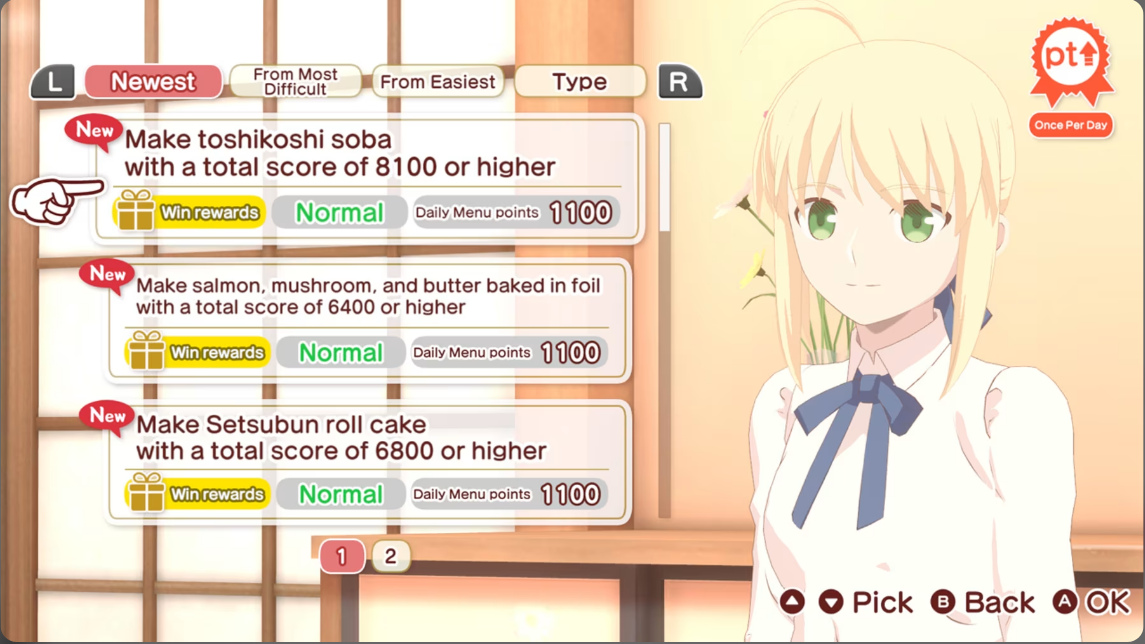 L
Newest
From Most
Difficult
From Easiest
Type
R
pt
Once Per Day
New
Make toshikoshi soba
with a total score of 8100 or higher
Win rewards
Normal
Daily Menu points 1100
New
Make salmon, mushroom, and butter baked in foil
with a total score of 6400 or higher
Win rewards
Normal
Daily Menu points 1100
New
Make Setsubun roll cake
with a total score of 6800 or higher
Win rewards
Normal
Daily Menu points 1100
1
2
Pick
B Back
A OK